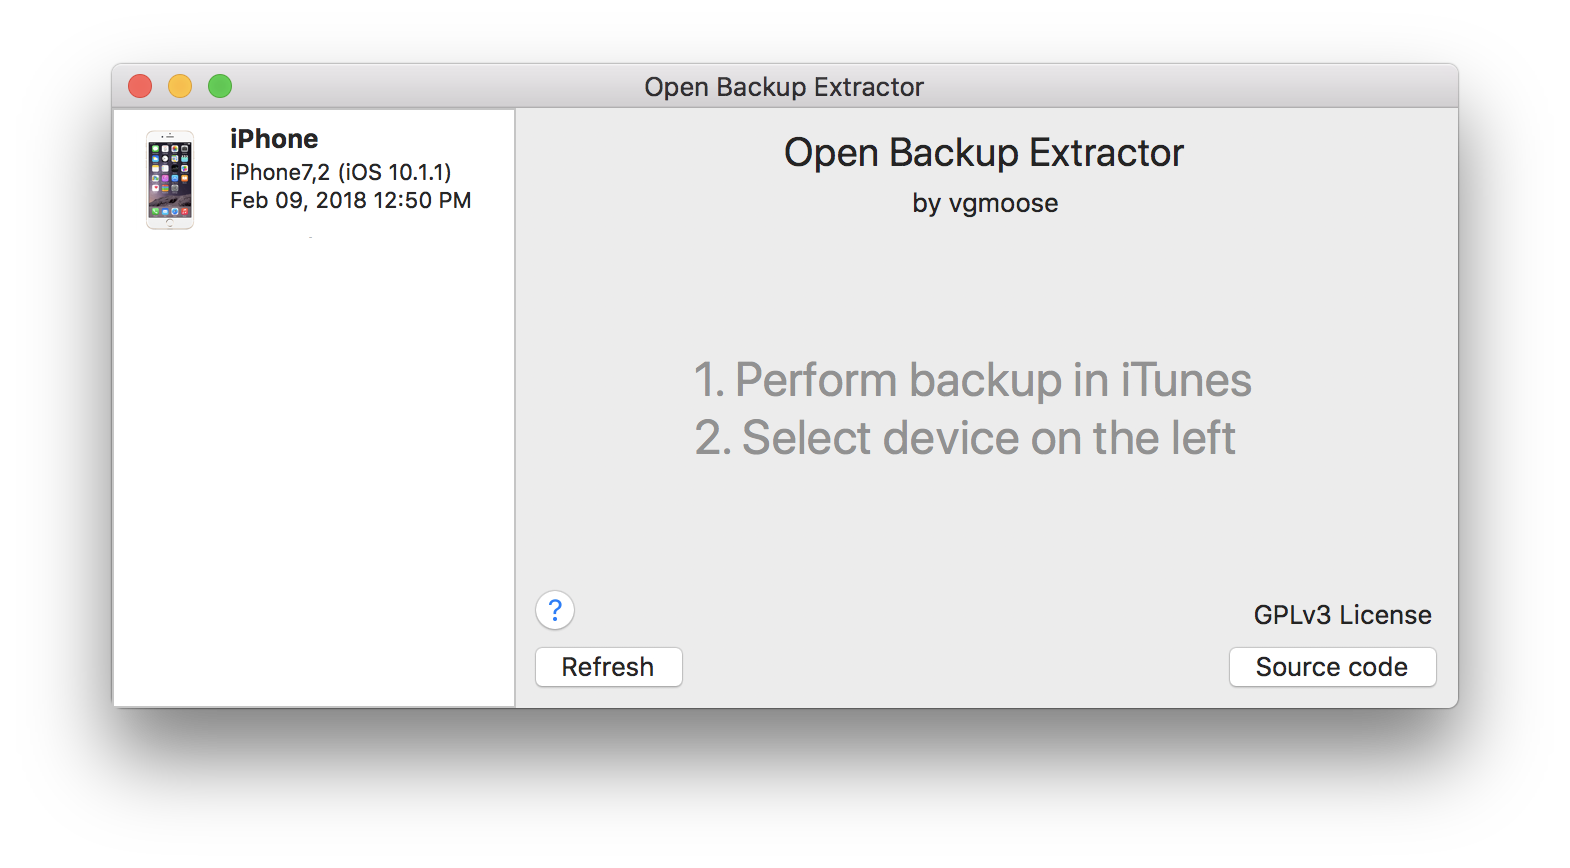 Open Backup Extractor
iPhone
iPhone7,2 (iOS 10.1.1)
Feb 09, 2018 12:50 PM
Open Backup Extractor
by vgmoose
1. Perform backup in iTunes
2. Select device on the left
?
GPLv3 License
Refresh
Source code